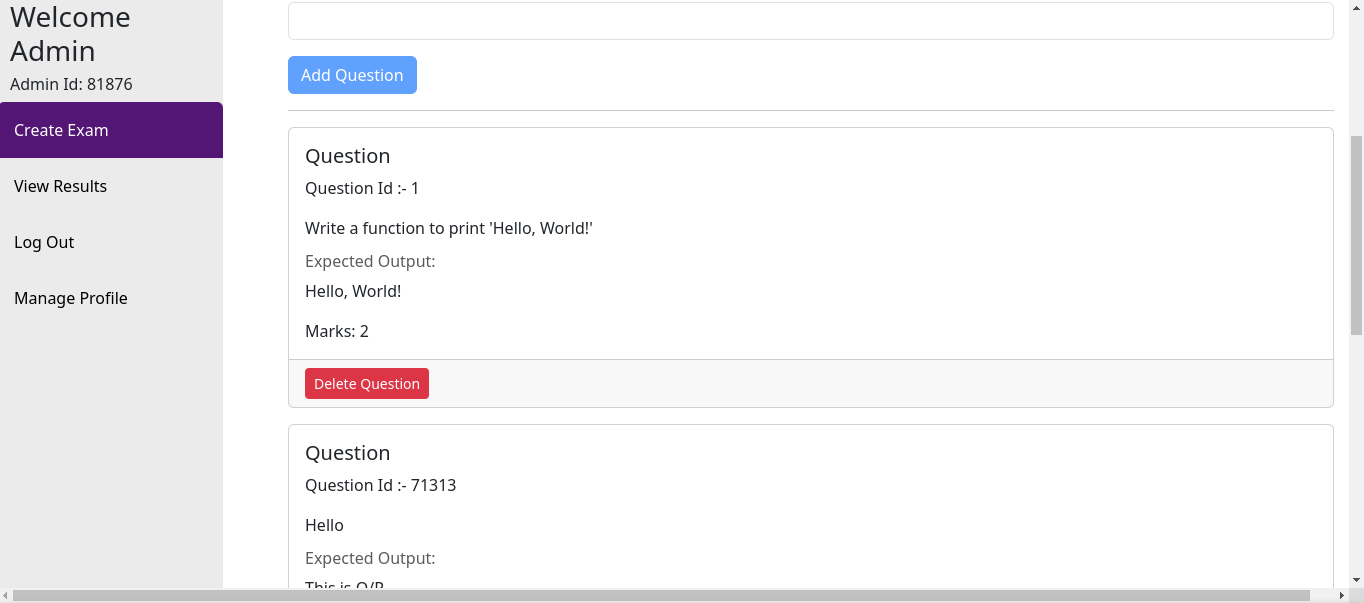 Welcome
Admin
Admin Id: 81876
Create Exam
View Results
Log Out
Manage Profile
Add Question
Question
Question Id :- 1
Write a function to print 'Hello, World!'
Expected Output:
Hello, World!
Marks: 2
Delete Question
Question
Question Id :- 71313
Hello
Expected Output:
This is O/P